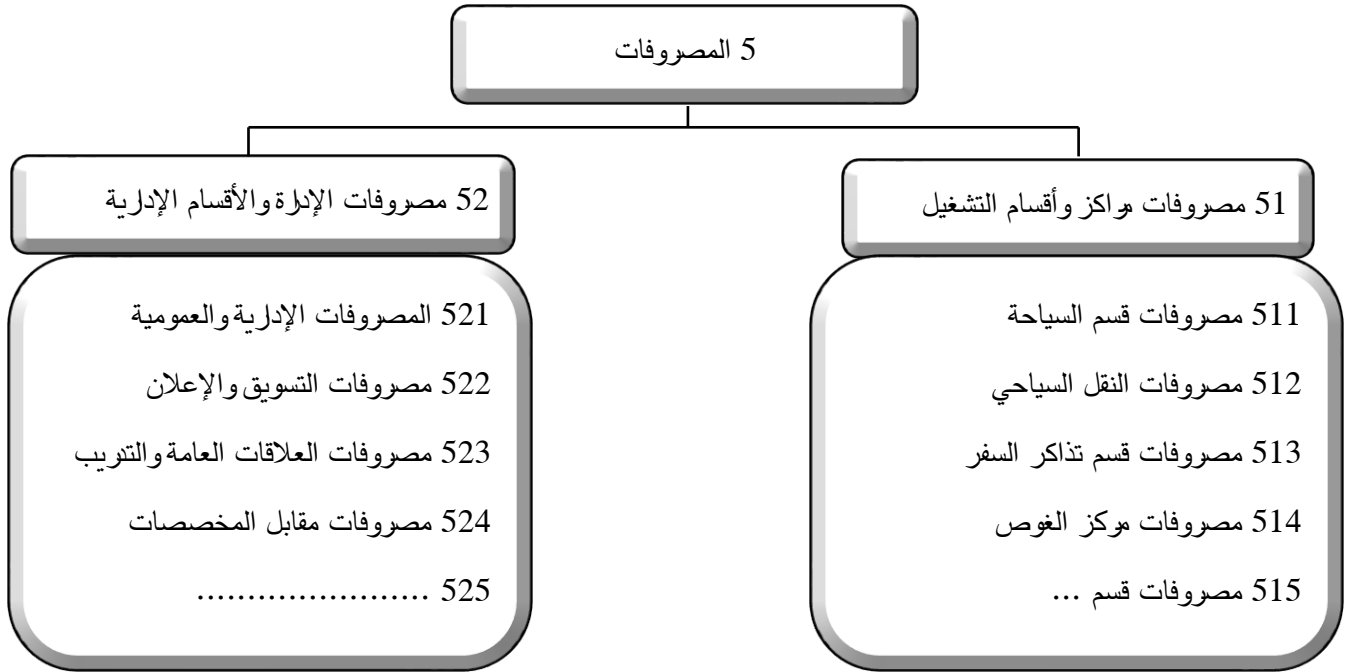 5 المصروفات
51 مصروفات مراكز وأقسام التشغيل
511 مصروفات قسم السياحة
512 مصروفات النقل السياحي
513 مصروفات قسم تذاكر السفر
514 مصروفات مركز الغوص
515 مصروفات قسم ...
52 مصروفات الإدارة والأقسام الإدارية
521 المصروفات الإدارية والعمومية
522 مصروفات التسويق والإعلان
523 مصروفات العلاقات العامة والتدريب
524 مصروفات مقابل المخصصات
525 .......................